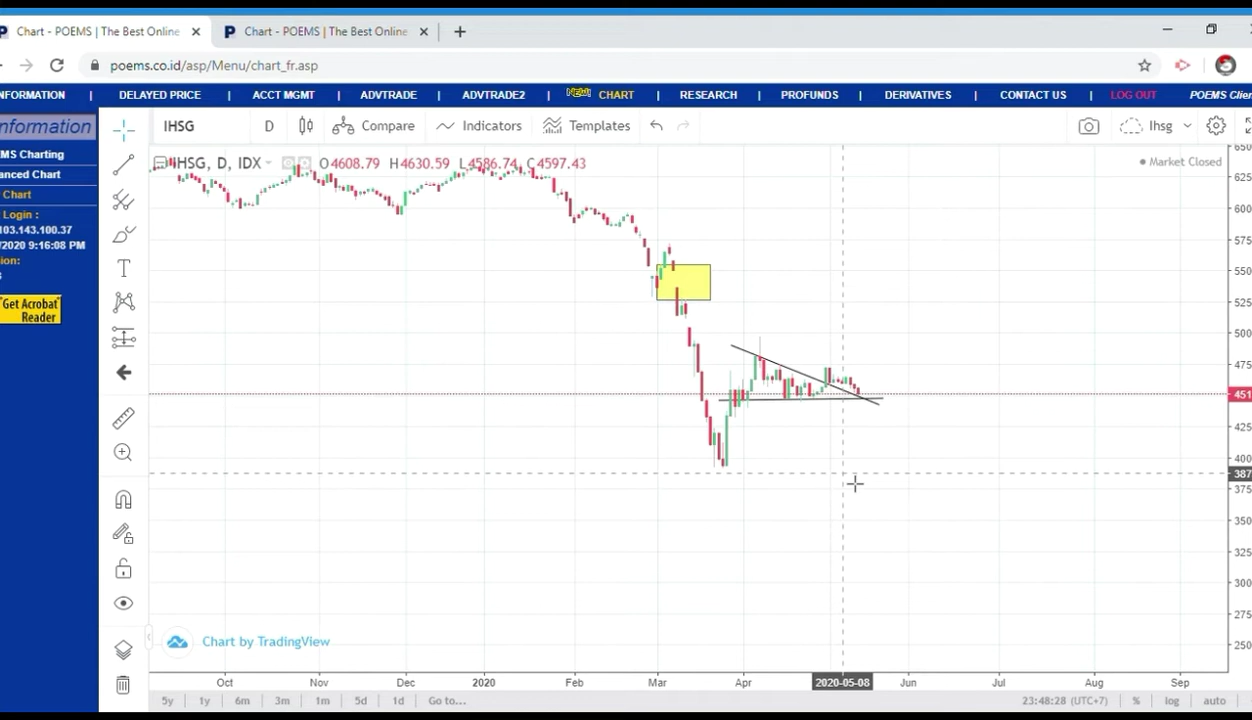 Chart - POEMS | The Best Online
Chart - POEMS | The Best Online
poems.co.id/asp/Menu/chart_fr.asp
NFORMATION | DELAYED PRICE | ACCT MGMT | ADVTRADE | ADVTRADE2 | NEW! CHART | RESEARCH | PROFUNDS | DERIVATIVES | CONTACT US | LOG OUT POEMS Clier
nformation
IHSG D Compare Indicators Templates Ihsg
MS Charting
anced Chart
Chart
Login :
103.143.100.37
/2020 9:16:08 PM
ion:
Get Acrobat
Reader
IHSG, D, IDX O4608.79 H4630.59 L4586.74 C4597.43
Market Closed
650
625
600
575
550
525
500
475
451
425
400
387
375
350
325
300
275
250
Chart by TradingView
Oct Nov Dec 2020 Feb Mar Apr 2020-05-08 Jun Jul Aug Sep
5y 1y 6m 3m 1m 5d 1d Go to... 23:48:28 (UTC+7) % log auto